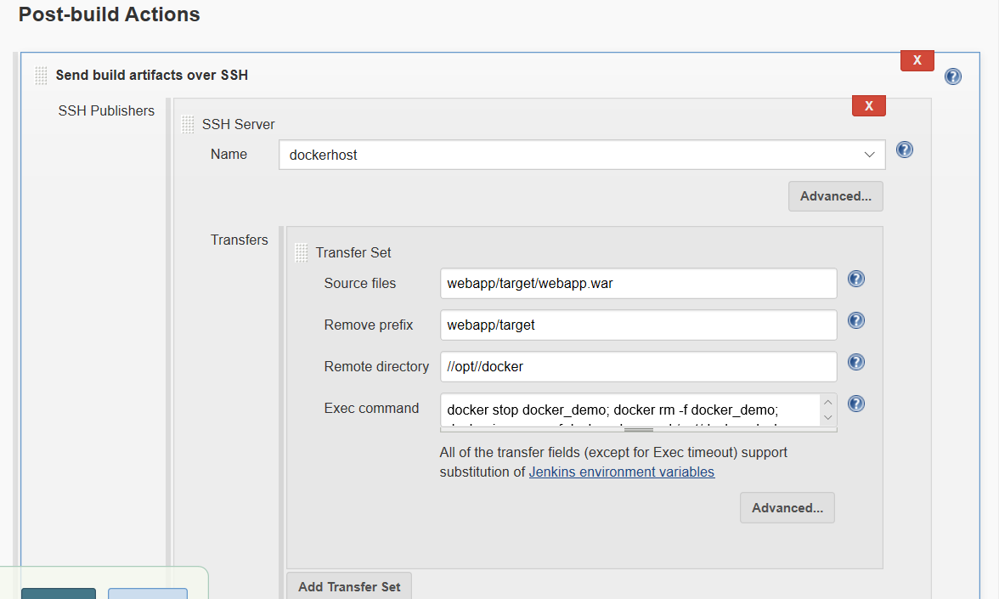 Post-build Actions
X
Send build artifacts over SSH
?
SSH Publishers
X
SSH Server
Name
dockerhost
?
Advanced...
Transfers
Transfer Set
Source files
webapp/target/webapp.war
?
Remove prefix
webapp/target
?
Remote directory
//opt//docker
?
Exec command
docker stop docker_demo; docker rm -f docker_demo;
?
All of the transfer fields (except for Exec timeout) support
substitution of Jenkins environment variables
Advanced...
Add Transfer Set